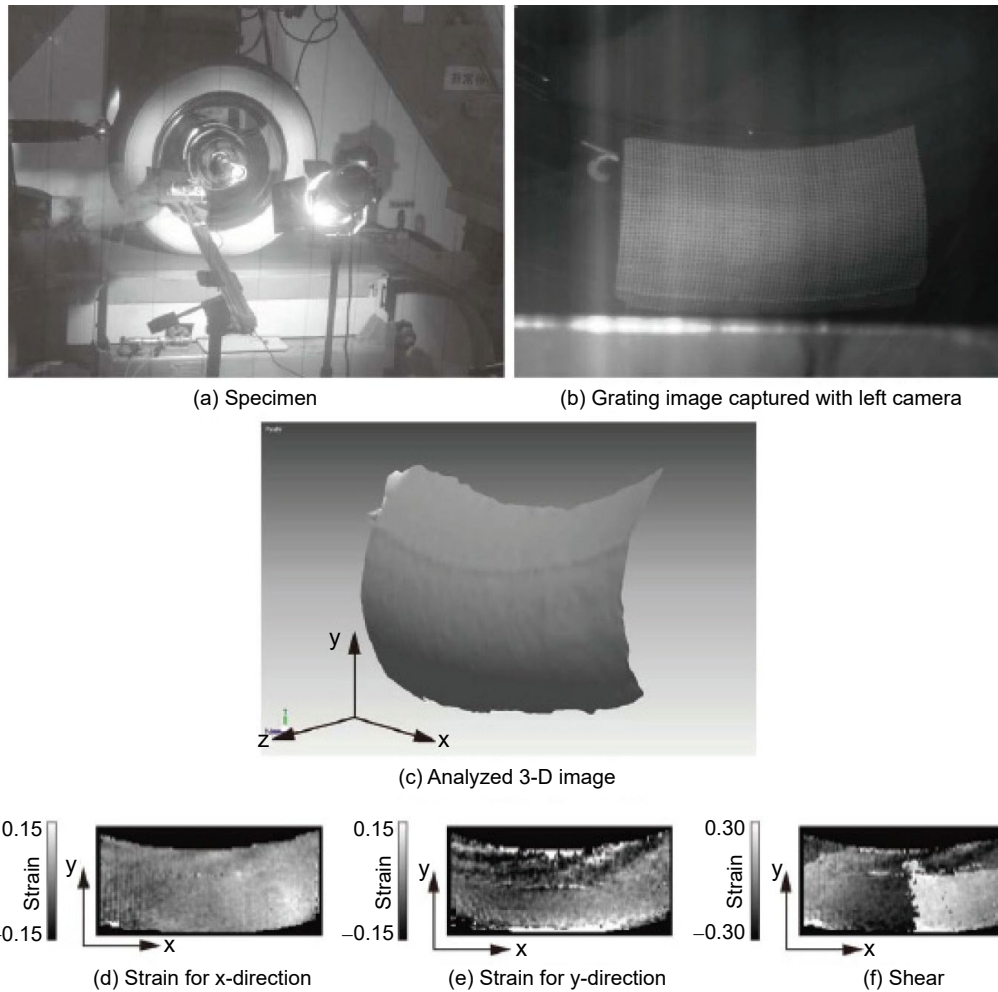 (a) Specimen
(b) Grating image captured with left camera
y
z
x
(c) Analyzed 3-D image
0.15
Strain
−0.15
y
x
(d) Strain for x-direction
0.15
Strain
−0.15
y
x
(e) Strain for y-direction
0.30
Strain
−0.30
y
x
(f) Shear